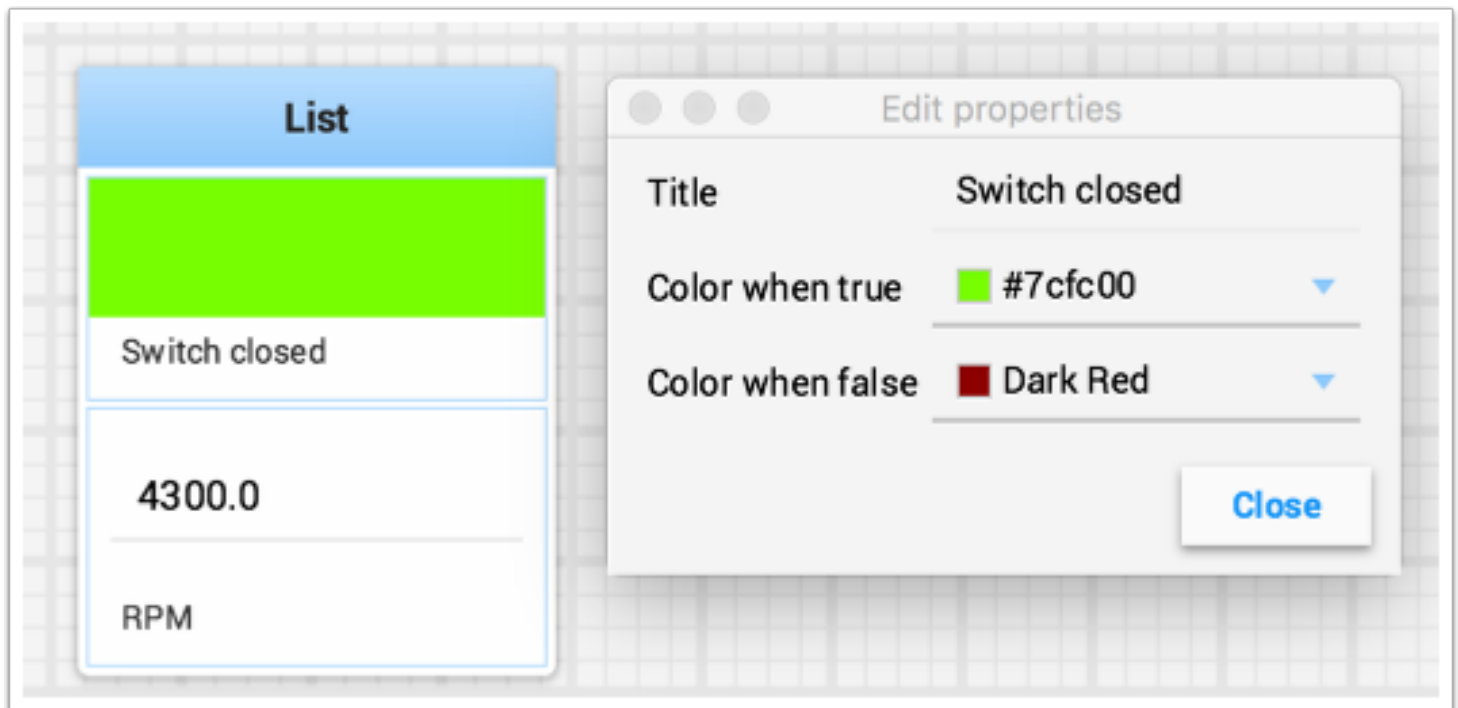 List
Switch closed
4300.0
RPM
Edit properties
Title Switch closed
Color when true #7cfc00
Color when false Dark Red
Close